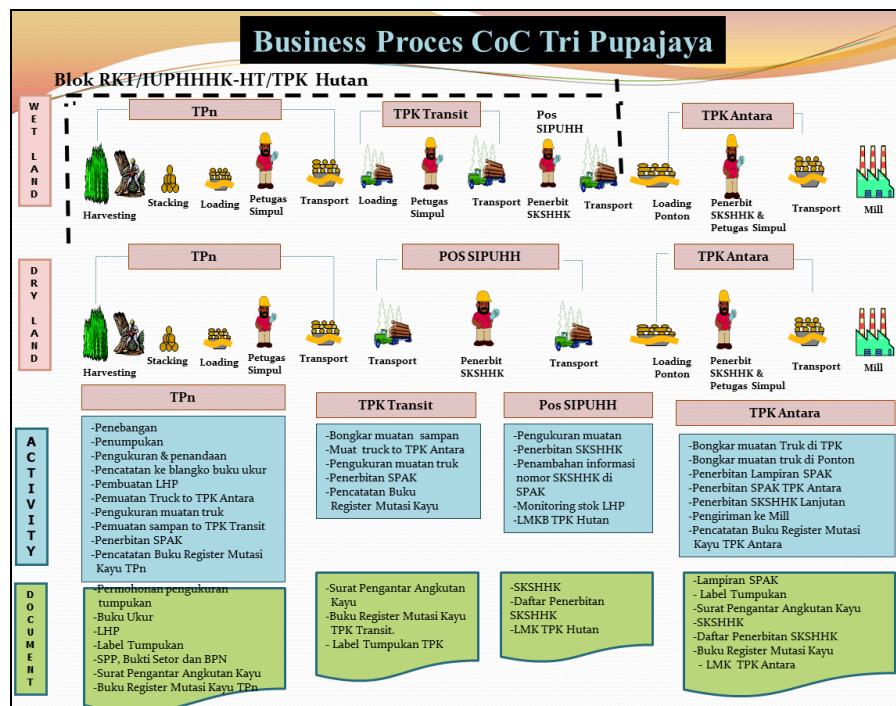 Business Proces CoC Tri Pupajaya
Blok RKT/IUPHHHK-HT/TPK Hutan
WET LAND
TPn
TPK Transit
Pos
SIPUHH
TPK Antara
Harvesting
Stacking
Loading
Petugas
Simpul
Transport
Loading
Petugas
Simpul
Transport
Penerbit
SKSHHK
Transport
Loading
Ponton
Penerbit
SKSHHK &
Petugas Simpul
Transport
Mill
DRY LAND
TPn
POS SIPUHH
TPK Antara
Harvesting
Stacking
Loading
Petugas
Simpul
Transport
Transport
Penerbit
SKSHHK
Transport
Loading
Ponton
Penerbit
SKSHHK &
Petugas Simpul
Transport
Mill
TPn
TPK Transit
Pos SIPUHH
TPK Antara
ACTIVITY
-Penebangan
-Penumpukan
-Pengukuran & penandaan
-Pencatatan ke blangko buku ukur
-Pembuatan LHP
-Pemuatan Truck to TPK Antara
-Pengukuran muatan truk
-Pemuatan sampan to TPK Transit
-Penerbitan SPAK
-Pencatatan Buku Register Mutasi
Kayu TPn
-Bongkar muatan sampan
-Muat truck to TPK Antara
-Pengukuran muatan truk
-Penerbitan SPAK
-Pencatatan Buku
Register Mutasi Kayu
-Pengukuran muatan
-Penerbitan SKSHHK
-Penambahan informasi
nomor SKSHHK di
SPAK
-Monitoring stok LHP
-LMKB TPK Hutan
-Bongkar muatan Truk di TPK
-Bongkar muatan truk di Ponton
-Penerbitan Lampiran SPAK
-Penerbitan SPAK TPK Antara
-Penerbitan SKSHHK Lanjutan
-Pengiriman ke Mill
-Pencatatan Buku Register Mutasi
Kayu TPK Antara
DOCUMENT
-Permohonan pengukuran
tumpukan
-Buku Ukur
-LHP
-Label Tumpukan
-SPP, Bukti Setor dan BPN
-Surat Pengantar Angkutan Kayu
-Buku Register Mutasi Kayu TPn
-Surat Pengantar Angkutan
Kayu
-Buku Register Mutasi Kayu
TPK Transit.
- Label Tumpukan TPK
-SKSHHK
-Daftar Penerbitan
SKSHHK
-LMK TPK Hutan
-Lampiran SPAK
- Label Tumpukan
-Surat Pengantar Angkutan Kayu
-SKSHHK
-Daftar Penerbitan SKSHHK
-Buku Register Mutasi Kayu
- LMK TPK Antara